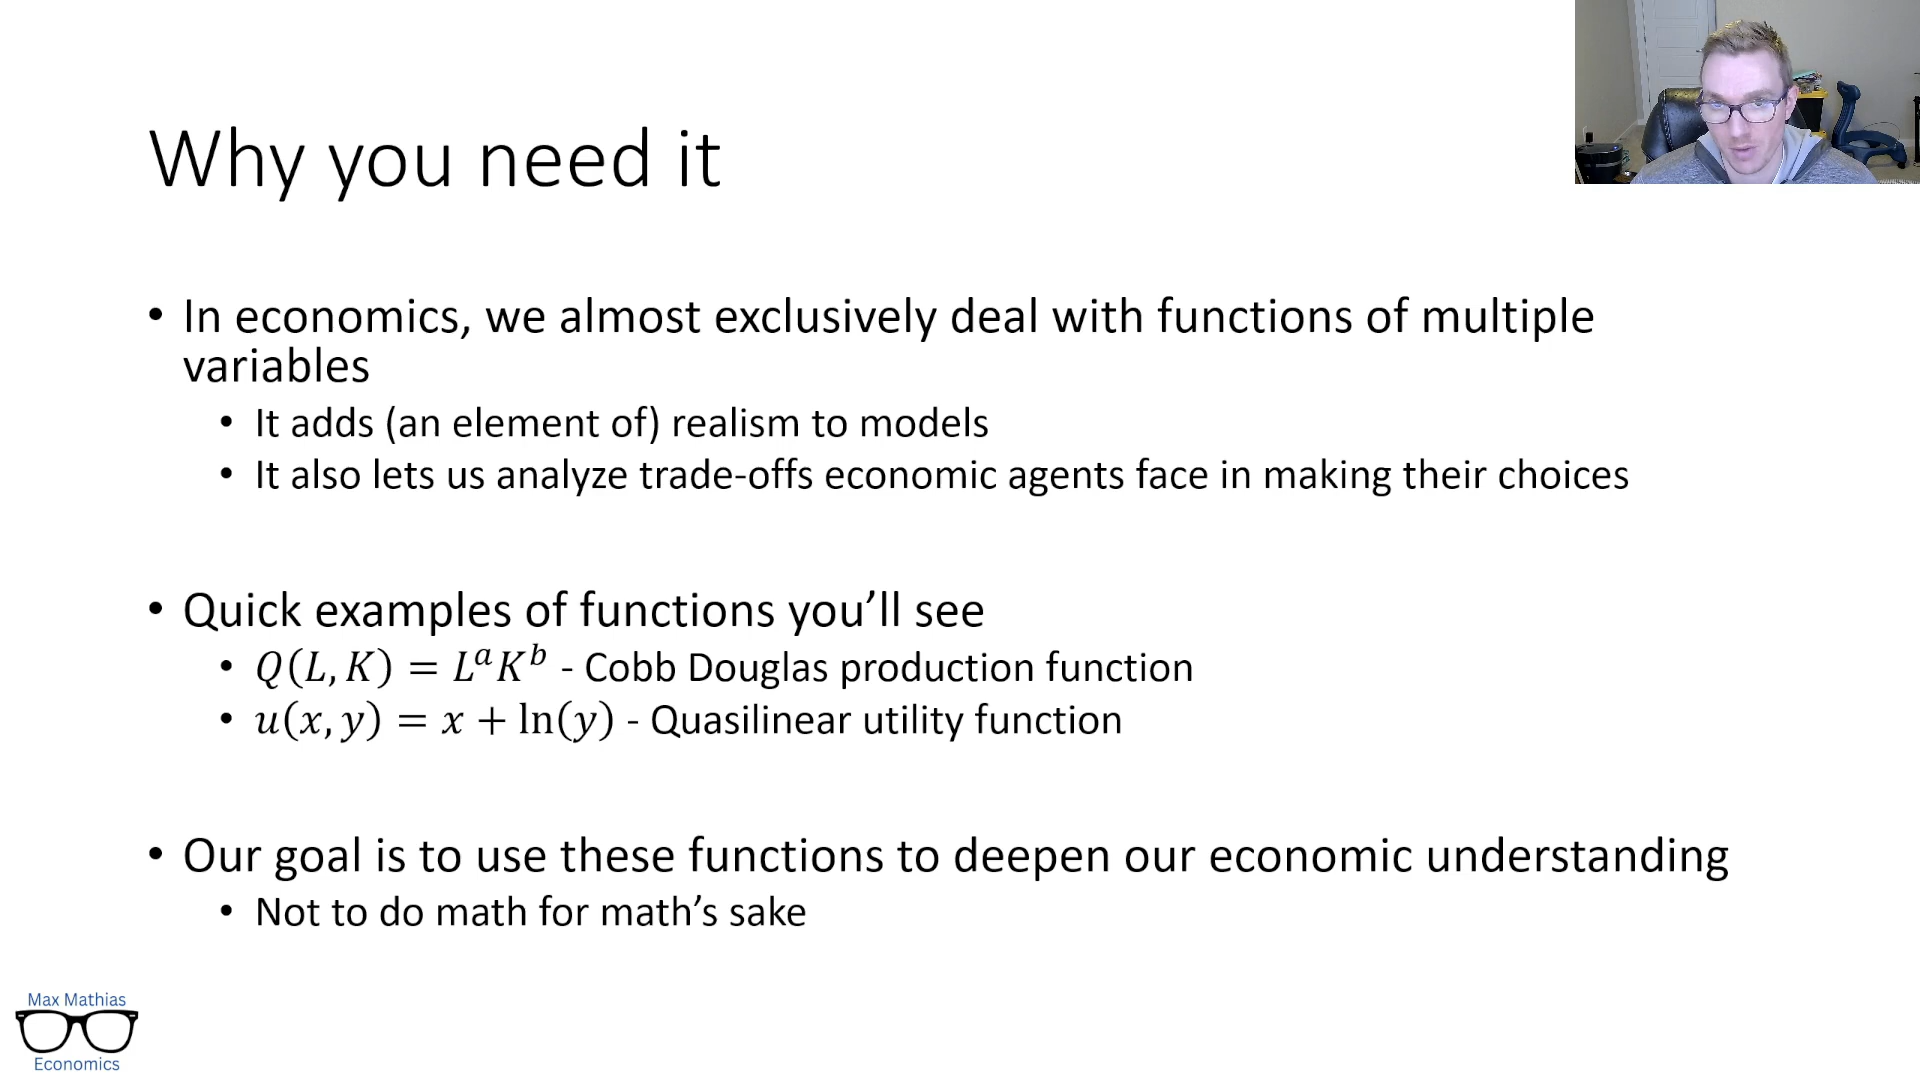 Why you need it
• In economics, we almost exclusively deal with functions of multiple
variables
• It adds (an element of) realism to models
• It also lets us analyze trade-offs economic agents face in making their choices
• Quick examples of functions you’ll see
• Q(L, K) = LᵃKᵇ - Cobb Douglas production function
• u(x, y) = x + ln(y) - Quasilinear utility function
• Our goal is to use these functions to deepen our economic understanding
• Not to do math for math’s sake
Max Mathias
Economics